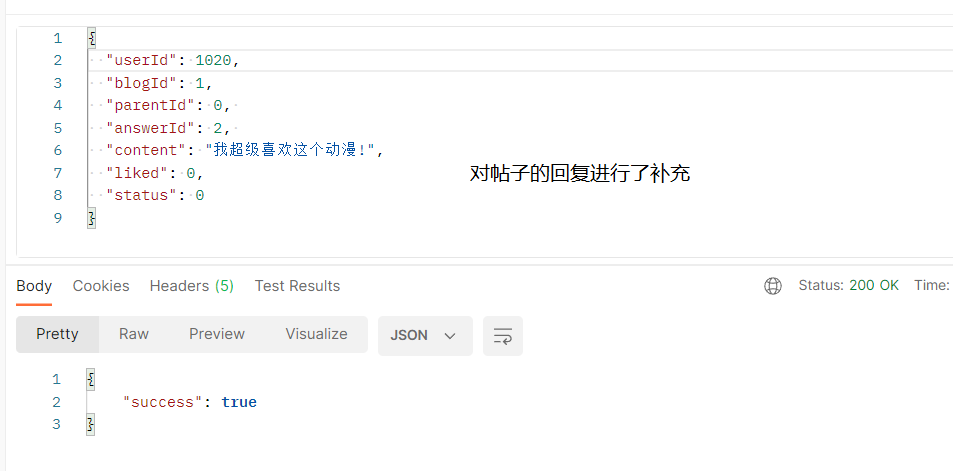 1 {
2 "userId": 1020,
3 "blogId": 1,
4 "parentId": 0,
5 "answerId": 2,
6 "content": "我超级喜欢这个动漫!",
7 "liked": 0,
8 "status": 0
9 }
对帖子的回复进行了补充
Body Cookies Headers (5) Test Results Status: 200 OK Time:
Pretty Raw Preview Visualize JSON
1 {
2 "success": true
3 }